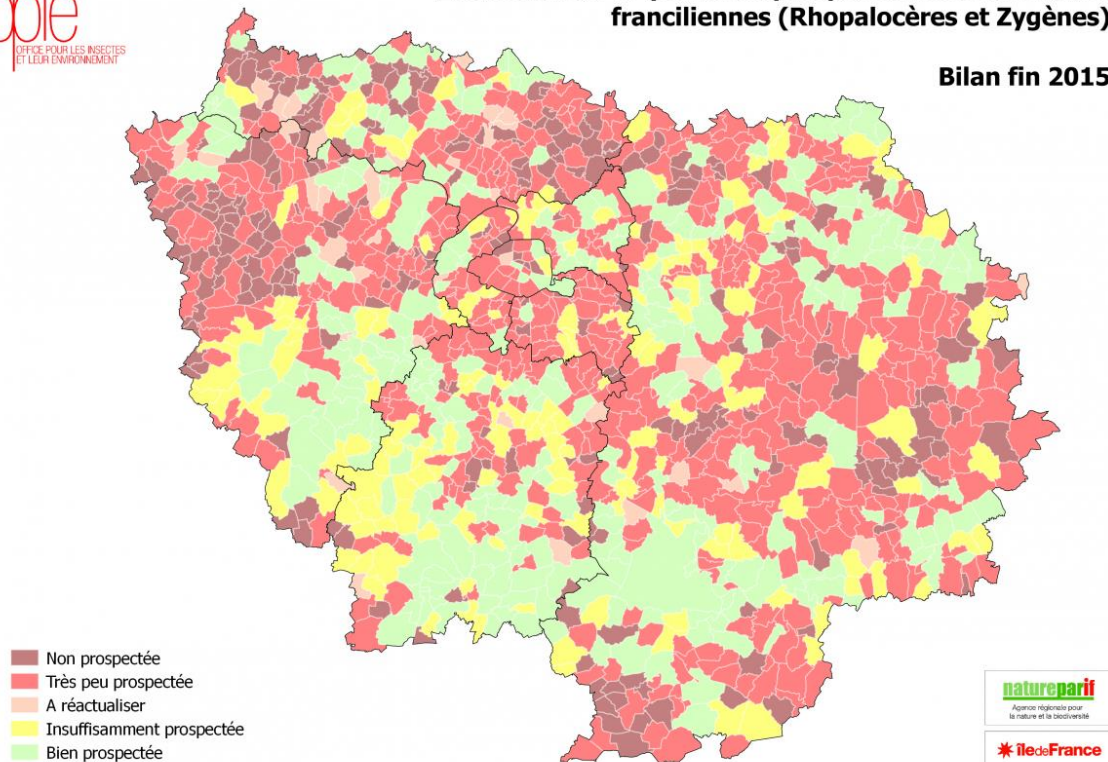 opie
OFFICE POUR LES INSECTES
ET LEUR ENVIRONNEMENT
franciliennes (Rhopalocères et Zygènes)
Bilan fin 2015
Non prospectée
Très peu prospectée
A réactualiser
Insuffisamment prospectée
Bien prospectée
natureparif
Agence régionale pour
la nature et la biodiversité
îledeFrance